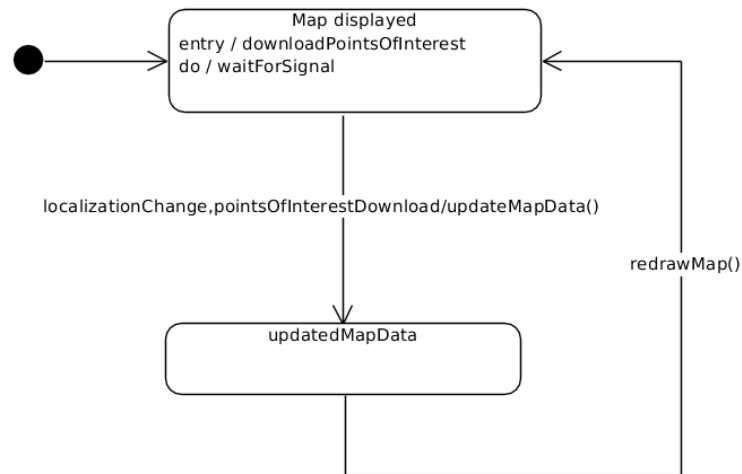 Map displayed
entry / downloadPointsOfInterest
do / waitForSignal
localizationChange,pointsOfInterestDownload/updateMapData()
redrawMap()
updatedMapData